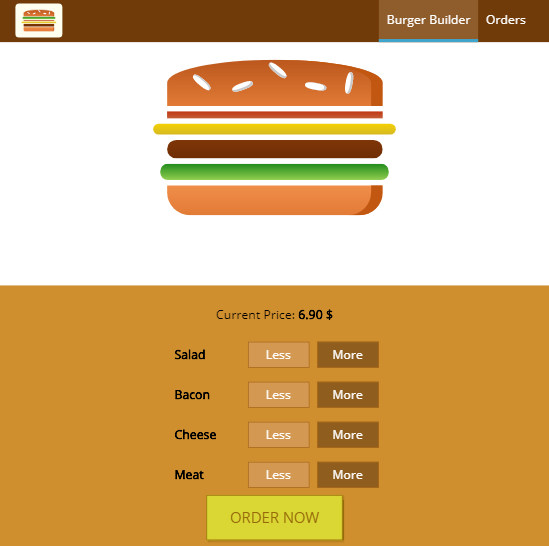 Burger Builder Orders
Current Price: 6.90 $
Salad Less More
Bacon Less More
Cheese Less More
Meat Less More
ORDER NOW